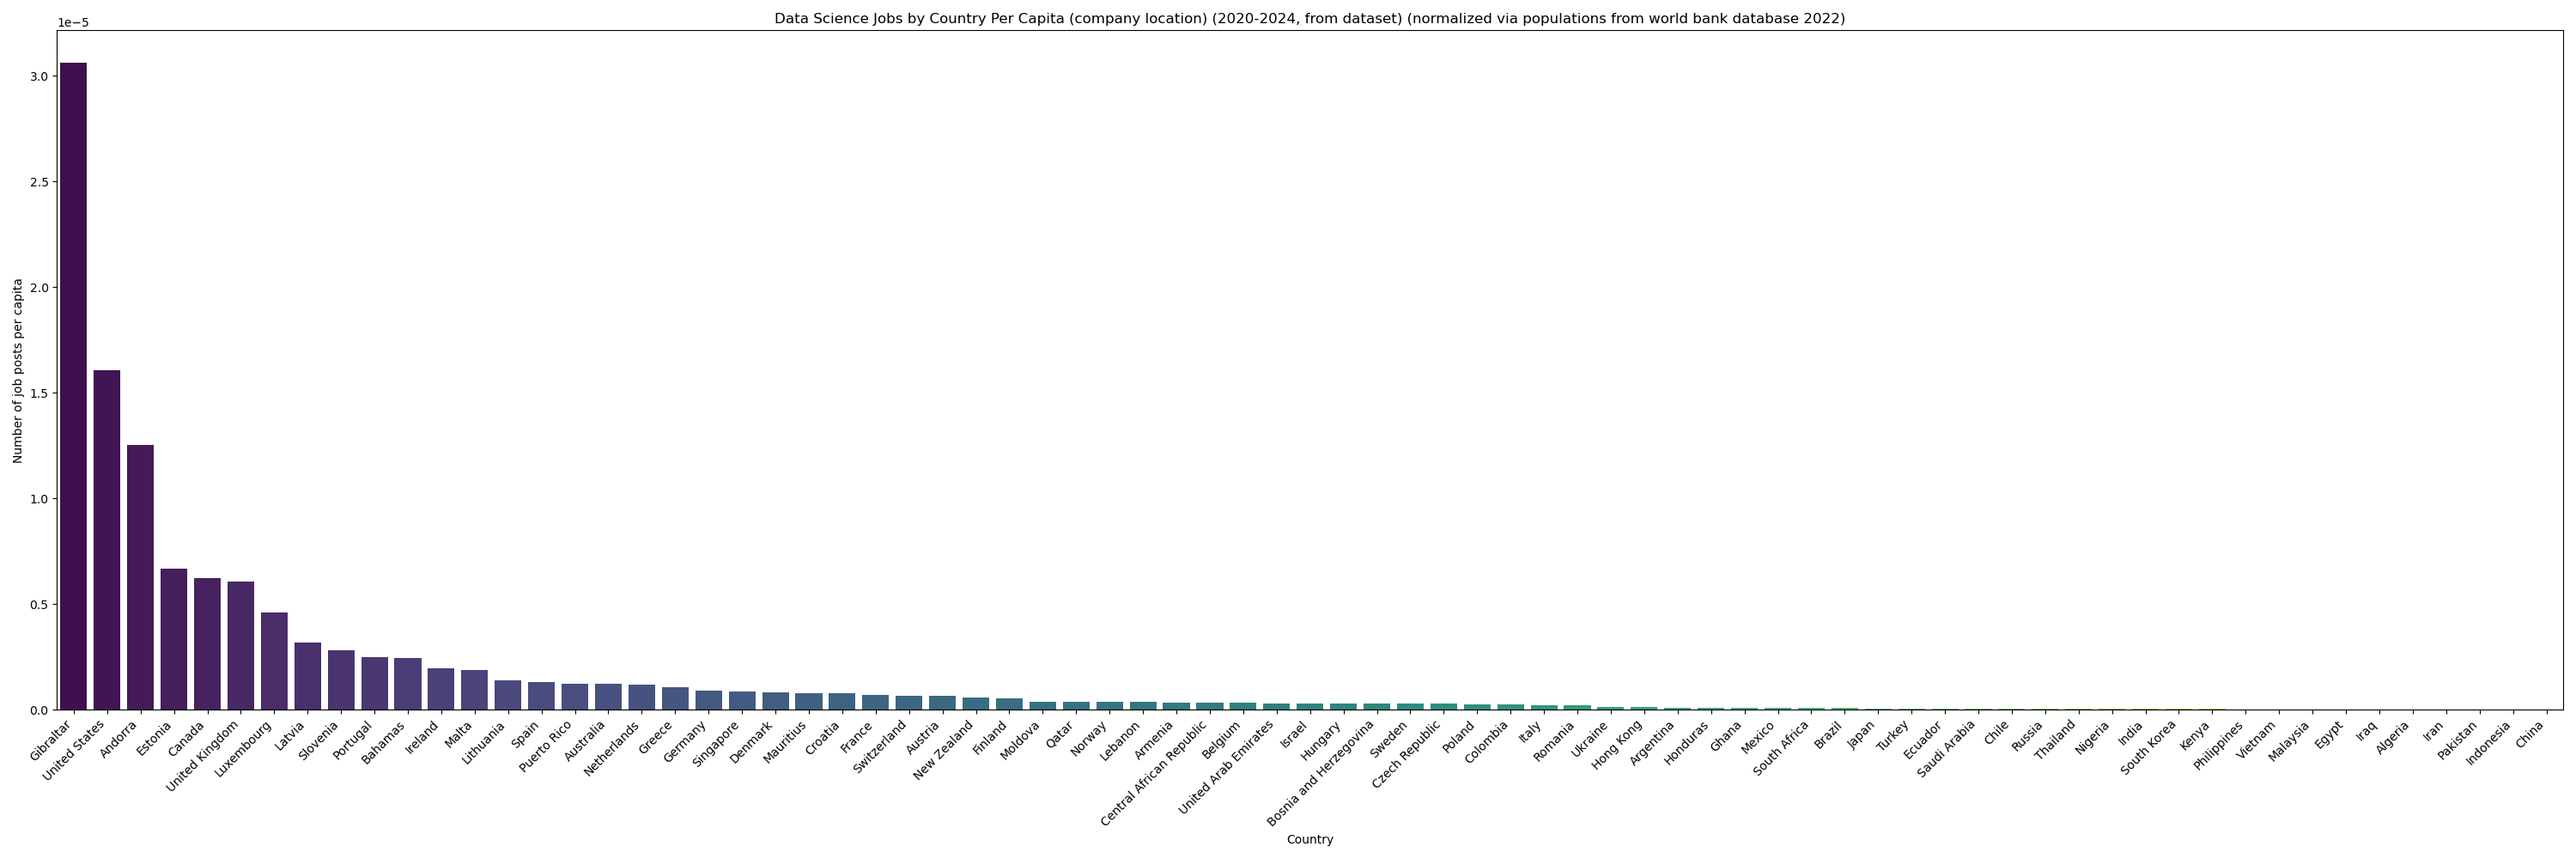 Data Science Jobs by Country Per Capita (company location) (2020-2024, from dataset) (normalized via populations from world bank database 2022)
1e−5
3.0
2.5
2.0
1.5
1.0
0.5
0.0
Number of job posts per capita
Gibraltar
United States
Andorra
Estonia
Canada
United Kingdom
Luxembourg
Latvia
Slovenia
Portugal
Bahamas
Ireland
Malta
Lithuania
Spain
Puerto Rico
Australia
Netherlands
Greece
Germany
Singapore
Denmark
Mauritius
Croatia
France
Switzerland
Austria
New Zealand
Finland
Moldova
Qatar
Norway
Lebanon
Armenia
Central African Republic
Belgium
United Arab Emirates
Israel
Hungary
Bosnia and Herzegovina
Sweden
Czech Republic
Poland
Colombia
Italy
Romania
Ukraine
Hong Kong
Argentina
Honduras
Ghana
Mexico
South Africa
Brazil
Japan
Turkey
Ecuador
Saudi Arabia
Chile
Russia
Thailand
Nigeria
India
South Korea
Kenya
Philippines
Vietnam
Malaysia
Egypt
Iraq
Algeria
Iran
Pakistan
Indonesia
China
Country